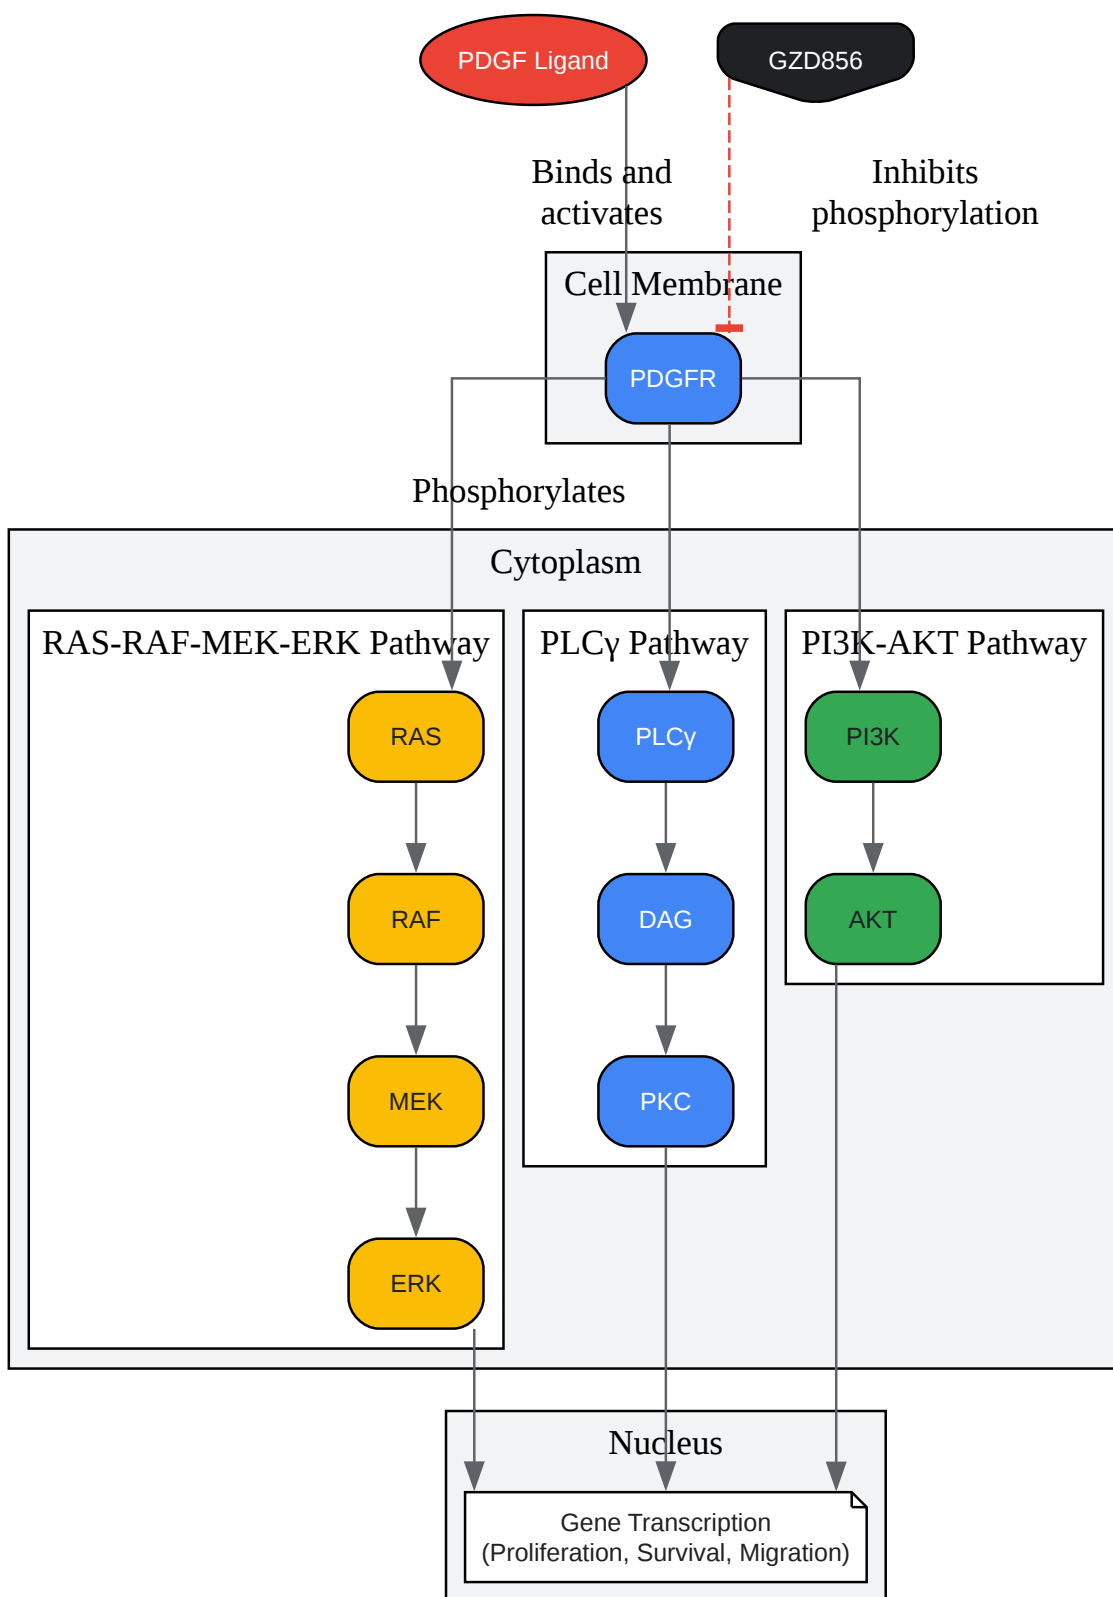 PDGF Ligand
GZD856
Binds and
activates
Inhibits
phosphorylation
Cell Membrane
PDGFR
Phosphorylates
Cytoplasm
RAS-RAF-MEK-ERK Pathway
PLCγ Pathway
PI3K-AKT Pathway
RAS
PLCγ
PI3K
RAF
DAG
AKT
MEK
PKC
ERK
Nucleus
Gene Transcription
(Proliferation, Survival, Migration)